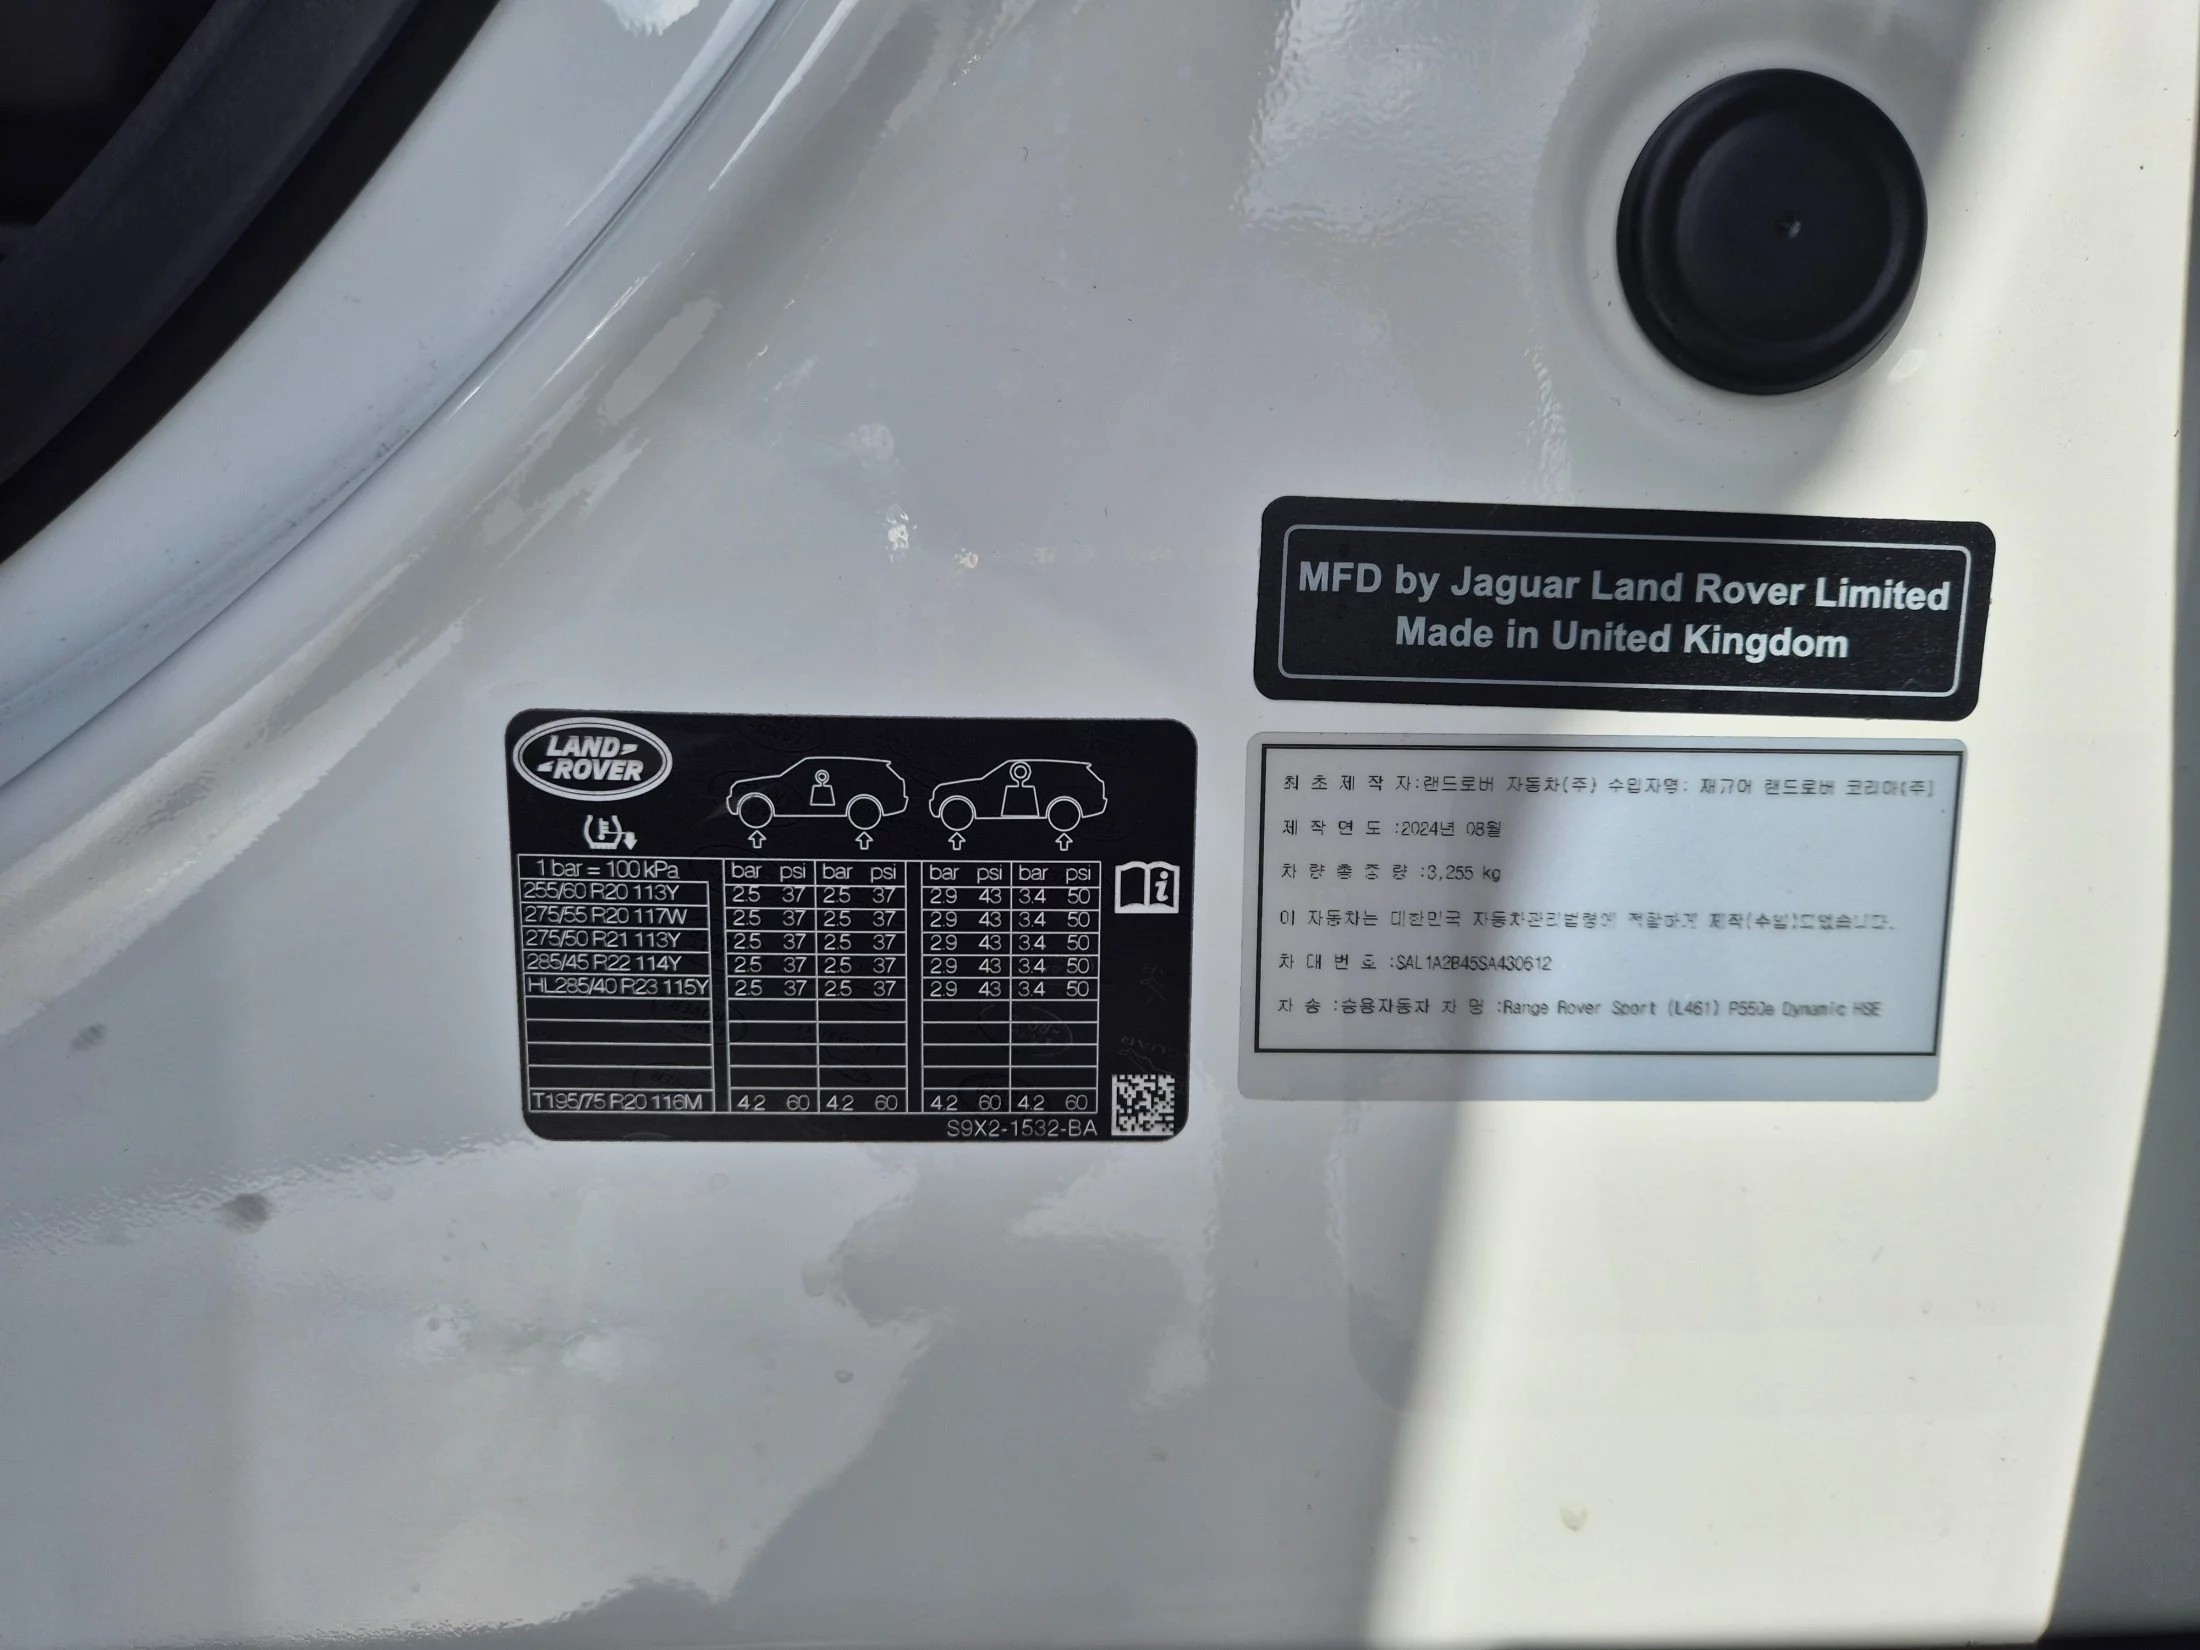 MFD by Jaguar Land Rover Limited
Made in United Kingdom
LAND
ROVER
1 bar = 100 kPa bar psi bar psi bar psi bar psi
255/60 R20 113Y 2.5 37 2.5 37 2.9 43 3.4 50
275/55 R20 117W 2.5 37 2.5 37 2.9 43 3.4 50
275/50 R21 113Y 2.5 37 2.5 37 2.9 43 3.4 50
285/45 R22 114Y 2.5 37 2.5 37 2.9 43 3.4 50
HL285/40 R23 115Y 2.5 37 2.5 37 2.9 43 3.4 50
T195/75 R20 116M 4.2 60 4.2 60 4.2 60 4.2 60
S9X2-1532-BA
최 초 제 작 자:랜드로버 자동차(주) 수입자명: 재규어 랜드로버 코리아(주)
제 작 연 도 :2024년 08월
차 량 총 중 량 :3,255 kg
이 자동차는 대한민국 자동차관리법령에 적합하게 제작(수입)되었습니다.
차 대 번 호 :SAL1A2B45SA430612
차 종 :승용자동차 차 명 :Range Rover Sport (L461) P550e Dynamic HSE